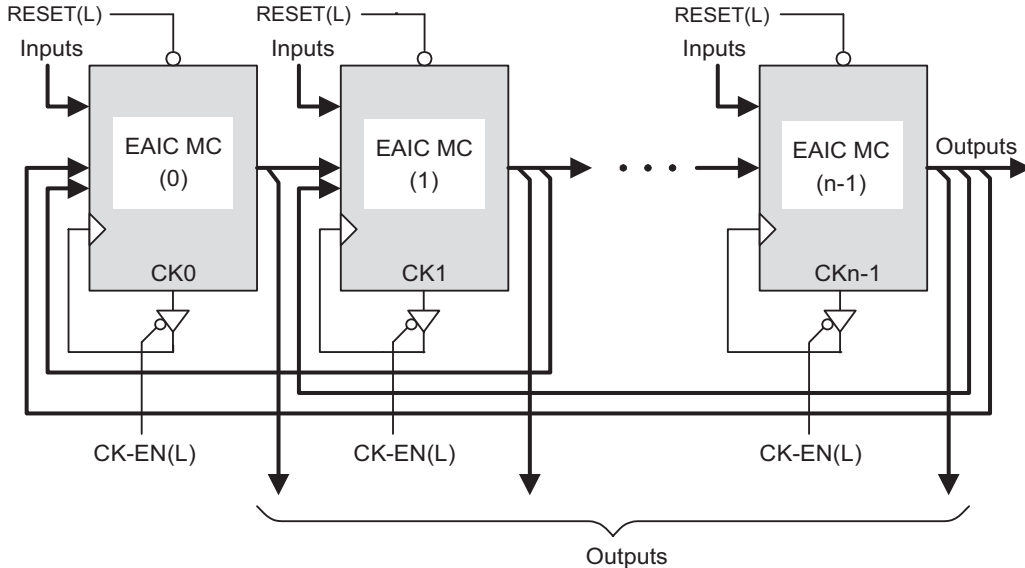 RESET(L)
RESET(L)
RESET(L)
Inputs
Inputs
Inputs
EAIC MC
(0)
EAIC MC
(1)
EAIC MC
(n-1)
Outputs
CK0
CK1
CKn-1
CK-EN(L)
CK-EN(L)
CK-EN(L)
Outputs